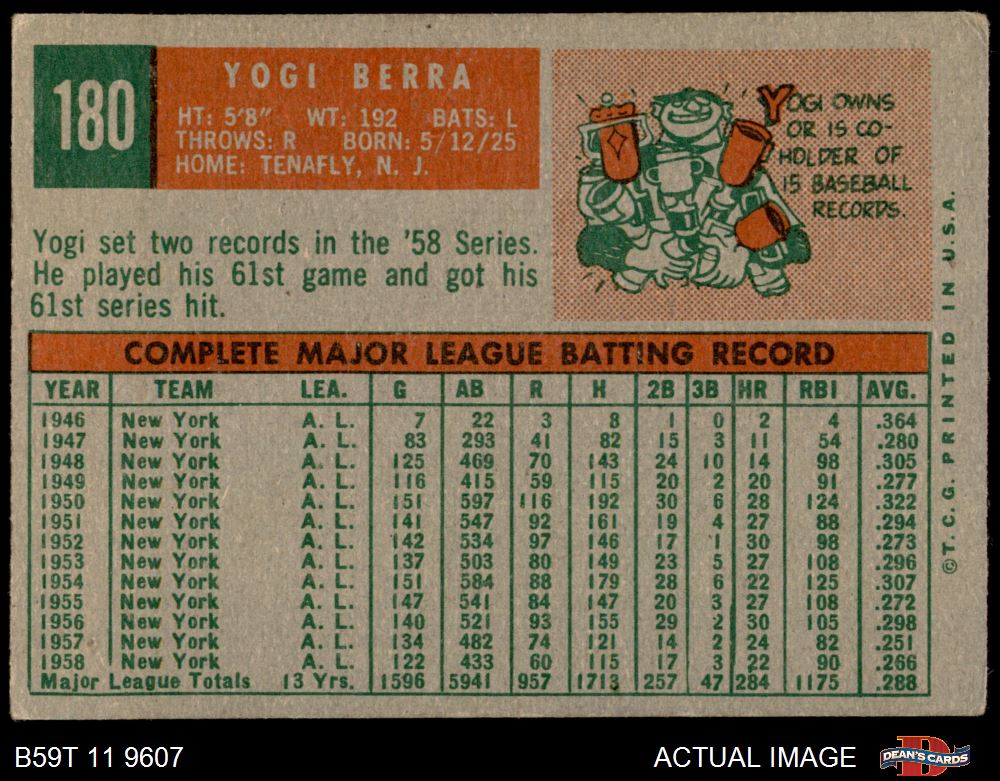 180
YOGI BERRA
HT: 5'8" WT: 192 BATS: L
THROWS: R BORN: 5/12/25
HOME: TENAFLY, N. J.
YOGI OWNS
OR IS CO-
HOLDER OF
15 BASEBALL
RECORDS.
Yogi set two records in the '58 Series.
He played his 61st game and got his
61st series hit.
COMPLETE MAJOR LEAGUE BATTING RECORD
YEAR TEAM LEA. G AB R H 2B 3B HR RBI AVG.
1946 New York A. L. 7 22 3 8 1 0 2 4 .364
1947 New York A. L. 83 293 41 82 15 3 11 54 .280
1948 New York A. L. 125 469 70 143 24 10 14 98 .305
1949 New York A. L. 116 415 59 115 20 2 20 91 .277
1950 New York A. L. 151 597 116 192 30 6 28 124 .322
1951 New York A. L. 141 547 92 161 19 4 27 88 .294
1952 New York A. L. 142 534 97 146 17 1 30 98 .273
1953 New York A. L. 137 503 80 149 23 5 27 108 .296
1954 New York A. L. 151 584 88 179 28 6 22 125 .307
1955 New York A. L. 147 541 84 147 20 3 27 108 .272
1956 New York A. L. 140 521 93 155 29 2 30 105 .298
1957 New York A. L. 134 482 74 121 14 2 24 82 .251
1958 New York A. L. 122 433 60 115 17 3 22 90 .266
Major League Totals 13 Yrs. 1596 5941 957 1713 257 47 284 1175 .288
©T. C. G. PRINTED IN U.S.A.
B59T 11 9607
ACTUAL IMAGE
DEAN'S CARDS